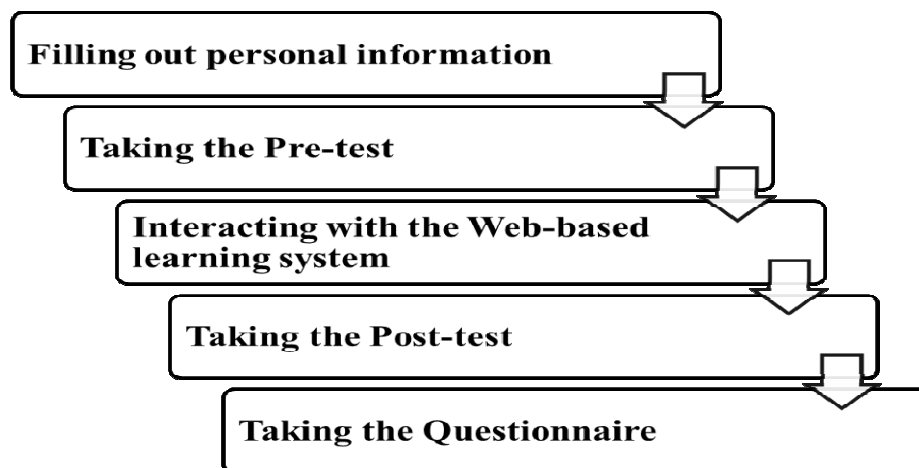 Filling out personal information
Taking the Pre-test
Interacting with the Web-based
learning system
Taking the Post-test
Taking the Questionnaire